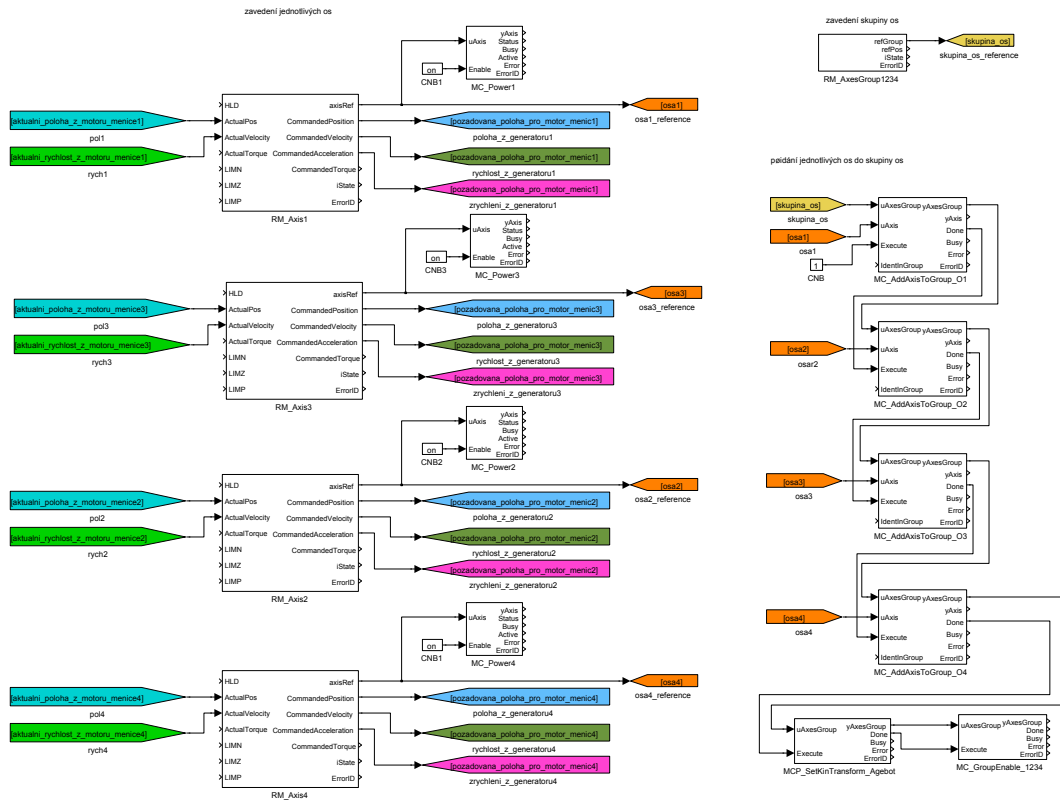 zavedení jednotlivých os
uAxis
Enable
yAxis
Status
Busy
Active
Error
ErrorID
on
CNB1
MC_Power1
[aktualni_poloha_z_motoru_menice1]
pol1
[aktualni_rychlost_z_motoru_menice1]
rych1
HLD
ActualPos
ActualVelocity
ActualTorque
LIMN
LIMZ
LIMP
axisRef
CommandedPosition
CommandedVelocity
CommandedAcceleration
CommandedTorque
iState
ErrorID
RM_Axis1
[osa1]
osa1_reference
[pozadovana_poloha_pro_motor_menic1]
poloha_z_generatoru1
[pozadovana_poloha_pro_motor_menic1]
rychlost_z_generatoru1
[pozadovana_poloha_pro_motor_menic1]
zrychleni_z_generatoru1
uAxis
Enable
yAxis
Status
Busy
Active
Error
ErrorID
on
CNB3
MC_Power3
[aktualni_poloha_z_motoru_menice3]
pol3
[aktualni_rychlost_z_motoru_menice3]
rych3
HLD
ActualPos
ActualVelocity
ActualTorque
LIMN
LIMZ
LIMP
axisRef
CommandedPosition
CommandedVelocity
CommandedAcceleration
CommandedTorque
iState
ErrorID
RM_Axis3
[osa3]
osa3_reference
[pozadovana_poloha_pro_motor_menic3]
poloha_z_generatoru3
[pozadovana_poloha_pro_motor_menic3]
rychlost_z_generatoru3
[pozadovana_poloha_pro_motor_menic3]
zrychleni_z_generatoru3
uAxis
Enable
yAxis
Status
Busy
Active
Error
ErrorID
on
CNB2
MC_Power2
[aktualni_poloha_z_motoru_menice2]
pol2
[aktualni_rychlost_z_motoru_menice2]
rych2
HLD
ActualPos
ActualVelocity
ActualTorque
LIMN
LIMZ
LIMP
axisRef
CommandedPosition
CommandedVelocity
CommandedAcceleration
CommandedTorque
iState
ErrorID
RM_Axis2
[osa2]
osa2_reference
[pozadovana_poloha_pro_motor_menic2]
poloha_z_generatoru2
[pozadovana_poloha_pro_motor_menic2]
rychlost_z_generatoru2
[pozadovana_poloha_pro_motor_menic2]
zrychleni_z_generatoru2
uAxis
Enable
yAxis
Status
Busy
Active
Error
ErrorID
on
CNB1
MC_Power4
[aktualni_poloha_z_motoru_menice4]
pol4
[aktualni_rychlost_z_motoru_menice4]
rych4
HLD
ActualPos
ActualVelocity
ActualTorque
LIMN
LIMZ
LIMP
axisRef
CommandedPosition
CommandedVelocity
CommandedAcceleration
CommandedTorque
iState
ErrorID
RM_Axis4
[osa4]
osa4_reference
[pozadovana_poloha_pro_motor_menic4]
poloha_z_generatoru4
[pozadovana_poloha_pro_motor_menic4]
rychlost_z_generatoru4
[pozadovana_poloha_pro_motor_menic4]
zrychleni_z_generatoru4
zavedení skupiny os
refGroup
refPos
iState
ErrorID
RM_AxesGroup1234
[skupina_os]
skupina_os_reference
pøidání jednotlivých os do skupiny os
[skupina_os]
skupina_os
[osa1]
osa1
1
CNB
uAxesGroup
uAxis
Execute
IdentInGroup
yAxesGroup
yAxis
Done
Busy
Error
ErrorID
MC_AddAxisToGroup_O1
[osa2]
osar2
uAxesGroup
uAxis
Execute
IdentInGroup
yAxesGroup
yAxis
Done
Busy
Error
ErrorID
MC_AddAxisToGroup_O2
[osa3]
osa3
uAxesGroup
uAxis
Execute
IdentInGroup
yAxesGroup
yAxis
Done
Busy
Error
ErrorID
MC_AddAxisToGroup_O3
[osa4]
osa4
uAxesGroup
uAxis
Execute
IdentInGroup
yAxesGroup
yAxis
Done
Busy
Error
ErrorID
MC_AddAxisToGroup_O4
uAxesGroup
Execute
yAxesGroup
Done
Busy
Error
ErrorID
MCP_SetKinTransform_Agebot
uAxesGroup
Execute
yAxesGroup
Done
Busy
Error
ErrorID
MC_GroupEnable_1234